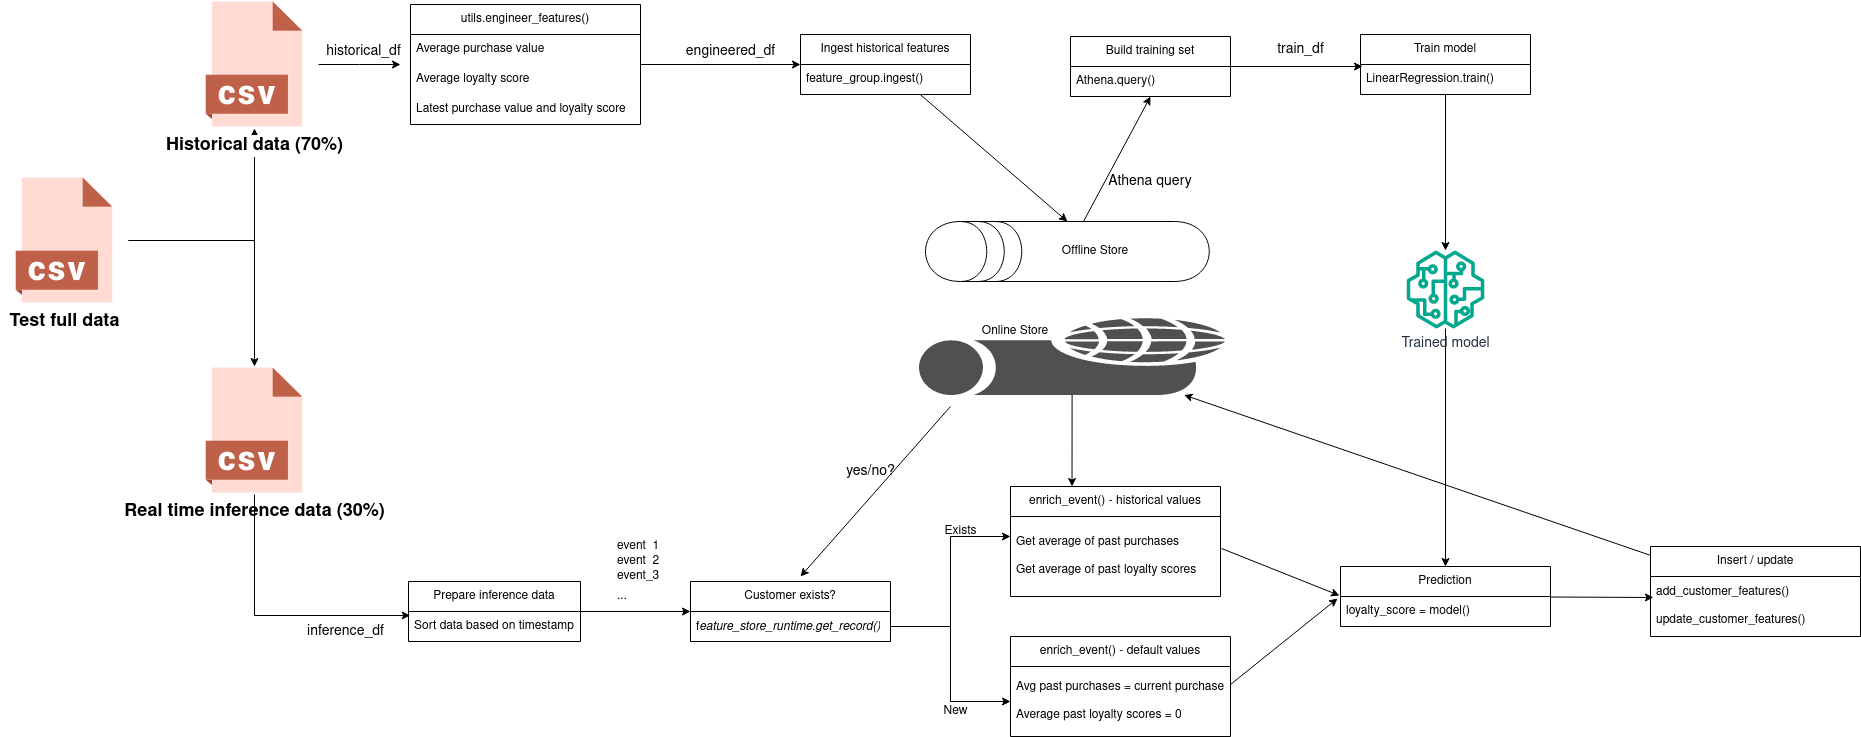 CSV
Historical data (70%)
historical_df
utils.engineer_features()
Average purchase value
Average loyalty score
Latest purchase value and loyalty score
engineered_df
Ingest historical features
feature_group.ingest()
Build training set
Athena.query()
train_df
Train model
LinearRegression.train()
Athena query
Offline Store
CSV
Test full data
Online Store
Trained model
CSV
Real time inference data (30%)
inference_df
Prepare inference data
Sort data based on timestamp
event 1
event 2
event_3
...
yes/no?
Customer exists?
feature_store_runtime.get_record()
Exists
New
enrich_event() - historical values
Get average of past purchases
Get average of past loyalty scores
enrich_event() - default values
Avg past purchases = current purchase
Average past loyalty scores = 0
Prediction
loyalty_score = model()
Insert / update
add_customer_features()
update_customer_features()